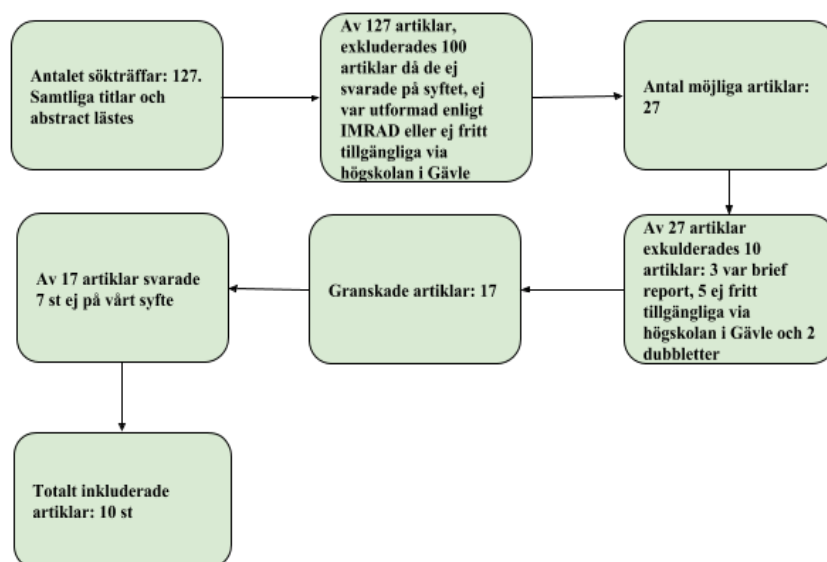 Antalet sökträffar: 127.
Samtliga titlar och
abstract lästes
Av 127 artiklar,
exkluderades 100
artiklar då de ej
svarade på syftet, ej
var utformad enligt
IMRAD eller ej fritt
tillgängliga via
högskolan i Gävle
Antal möjliga artiklar:
27
Av 27 artiklar
exkulderades 10
artiklar: 3 var brief
report, 5 ej fritt
tillgängliga via
högskolan i Gävle och 2
dubbletter
Granskade artiklar: 17
Av 17 artiklar svarade
7 st ej på vårt syfte
Totalt inkluderade
artiklar: 10 st